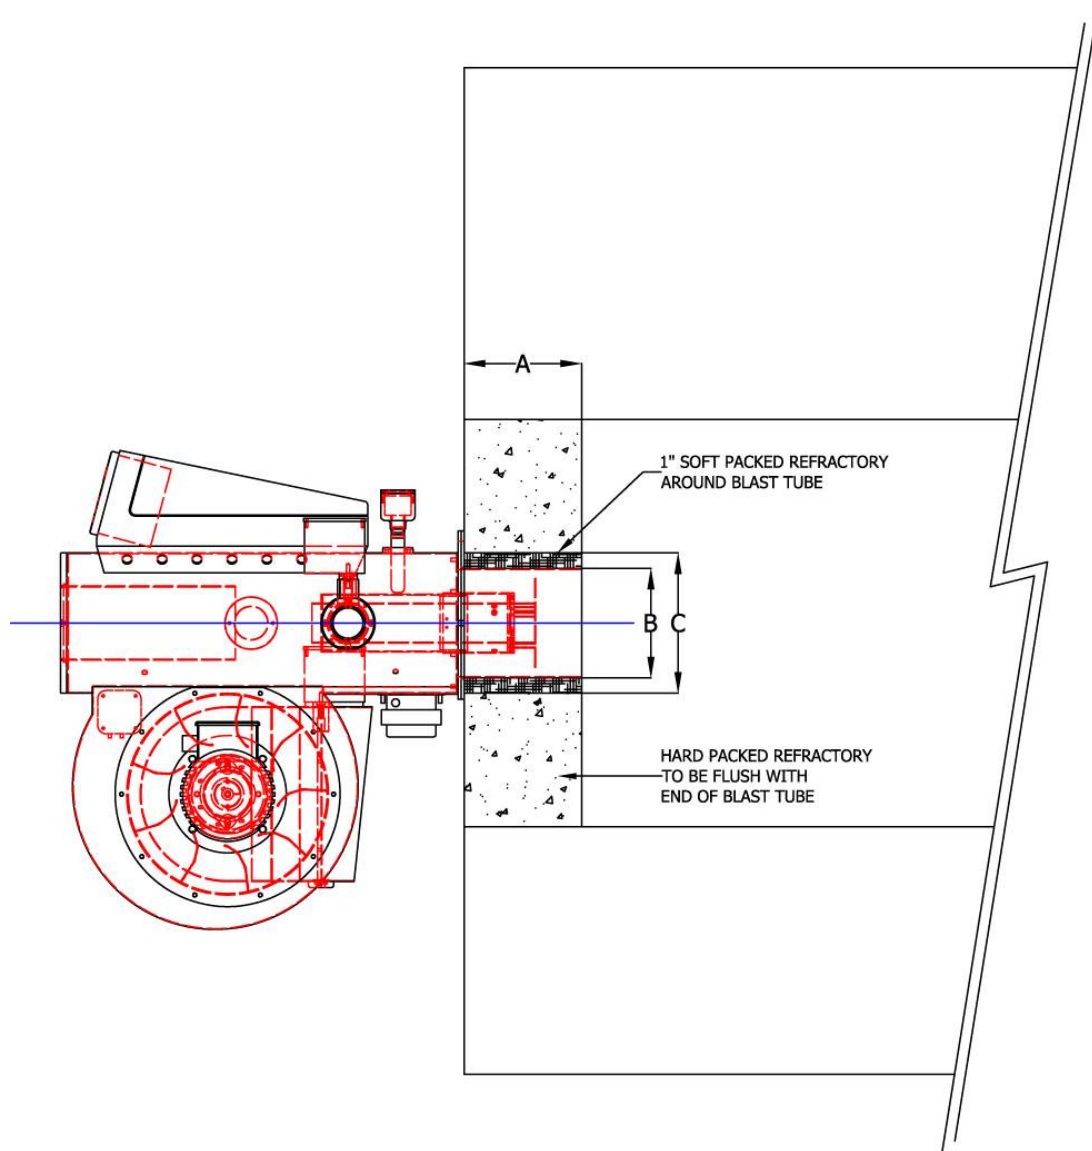 A
1" SOFT PACKED REFRACTORY
AROUND BLAST TUBE
B C
HARD PACKED REFRACTORY
TO BE FLUSH WITH
END OF BLAST TUBE